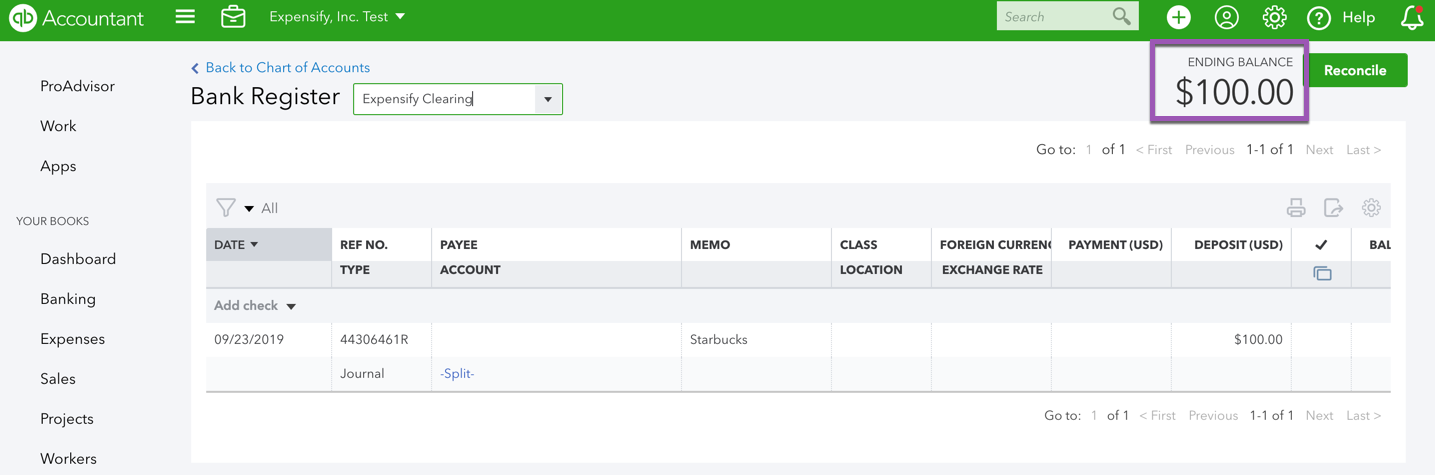 qb Accountant
Expensify, Inc. Test
Search
Help
ProAdvisor
Work
Apps
YOUR BOOKS
Dashboard
Banking
Expenses
Sales
Projects
Workers
Back to Chart of Accounts
Bank Register Expensify Clearing
ENDING BALANCE
$100.00
Reconcile
Go to: 1 of 1 < First Previous 1-1 of 1 Next Last >
All
DATE REF NO. PAYEE MEMO CLASS FOREIGN CURRENC PAYMENT (USD) DEPOSIT (USD) ✓ BAL
TYPE ACCOUNT LOCATION EXCHANGE RATE
Add check
09/23/2019 44306461R Starbucks $100.00
Journal -Split-
Go to: 1 of 1 < First Previous 1-1 of 1 Next Last >